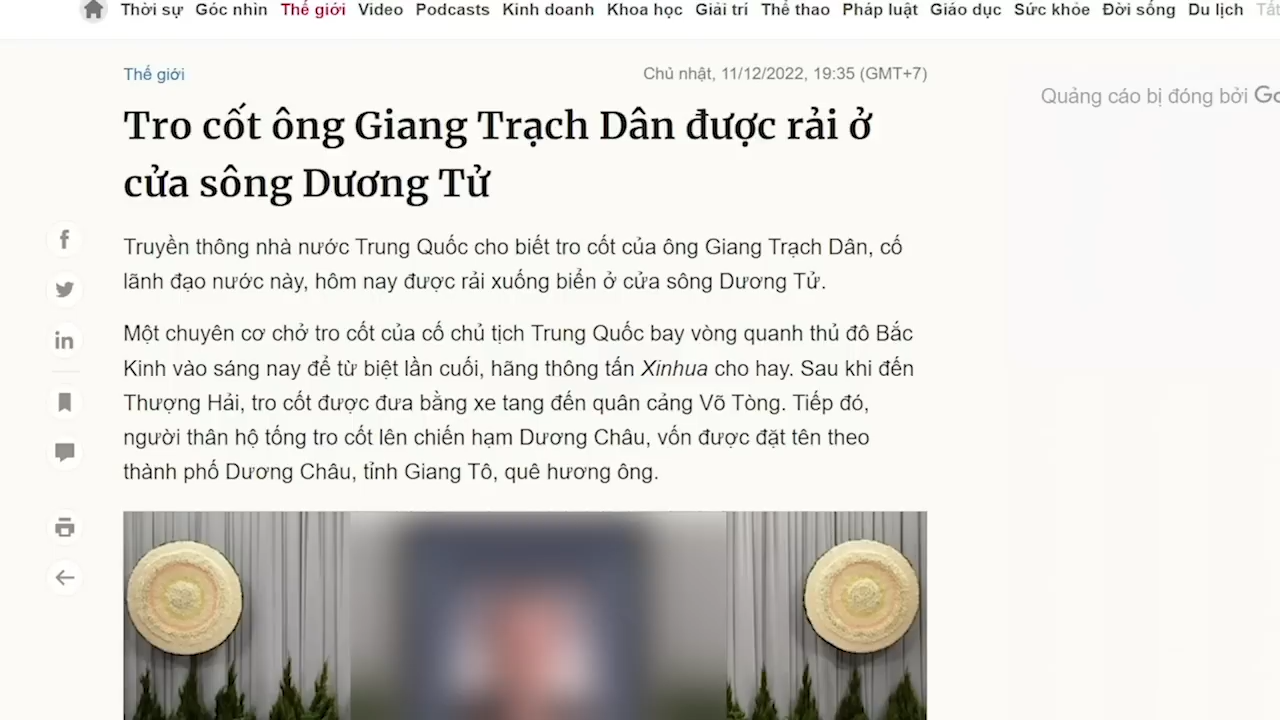 Thời sự Góc nhìn Thế giới Video Podcasts Kinh doanh Khoa học Giải trí Thể thao Pháp luật Giáo dục Sức khỏe Đời sống Du lịch Tất
Thế giới
Chủ nhật, 11/12/2022, 19:35 (GMT+7)
Quảng cáo bị đóng bởi Go
Tro cốt ông Giang Trạch Dân được rải ở
cửa sông Dương Tử
Truyền thông nhà nước Trung Quốc cho biết tro cốt của ông Giang Trạch Dân, cố
lãnh đạo nước này, hôm nay được rải xuống biển ở cửa sông Dương Tử.
Một chuyên cơ chở tro cốt của cố chủ tịch Trung Quốc bay vòng quanh thủ đô Bắc
Kinh vào sáng nay để từ biệt lần cuối, hãng thông tấn Xinhua cho hay. Sau khi đến
Thượng Hải, tro cốt được đưa bằng xe tang đến quân cảng Võ Tòng. Tiếp đó,
người thân hộ tống tro cốt lên chiến hạm Dương Châu, vốn được đặt tên theo
thành phố Dương Châu, tỉnh Giang Tô, quê hương ông.